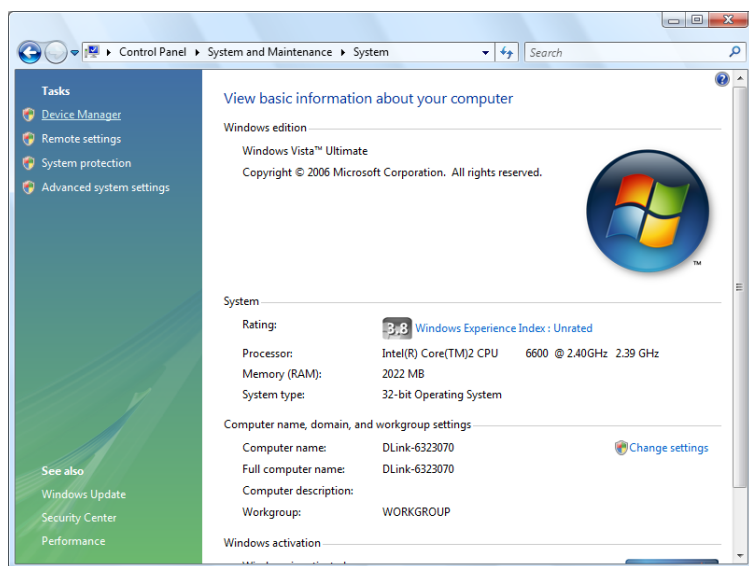 Control Panel ▸ System and Maintenance ▸ System
Search
Tasks
Device Manager
Remote settings
System protection
Advanced system settings
See also
Windows Update
Security Center
Performance
View basic information about your computer
Windows edition
Windows Vista™ Ultimate
Copyright © 2006 Microsoft Corporation. All rights reserved.
TM
System
Rating: 3,8 Windows Experience Index : Unrated
Processor: Intel(R) Core(TM)2 CPU 6600 @ 2.40GHz 2.39 GHz
Memory (RAM): 2022 MB
System type: 32-bit Operating System
Computer name, domain, and workgroup settings
Computer name: DLink-6323070 Change settings
Full computer name: DLink-6323070
Computer description:
Workgroup: WORKGROUP
Windows activation